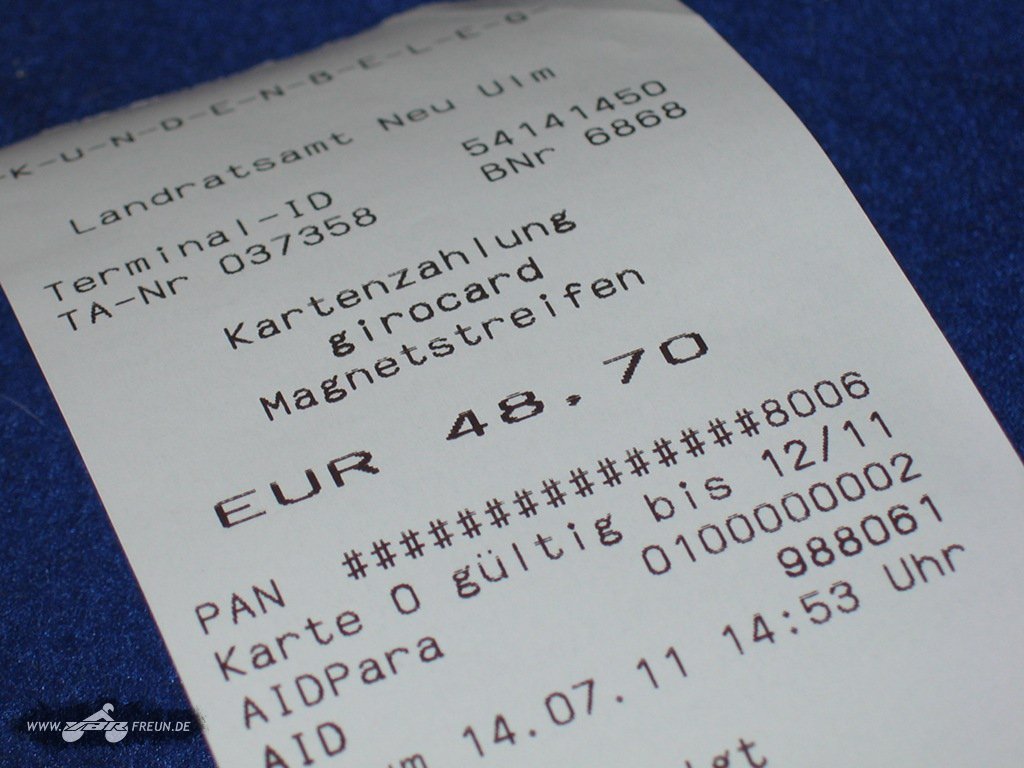 -K-U-N-D-E-N-B-E-L-E-G
Landratsamt Neu Ulm
Terminal-ID 54141450
TA-Nr 037358 BNr 6868
Kartenzahlung
girocard
Magnetstreifen
EUR 48.70
PAN ###############8006
Karte 0 gültig bis 12/11
AIDPara 0100000002
AID 988061
14.07.11 14:53 Uhr
WWW. FREUN.DE